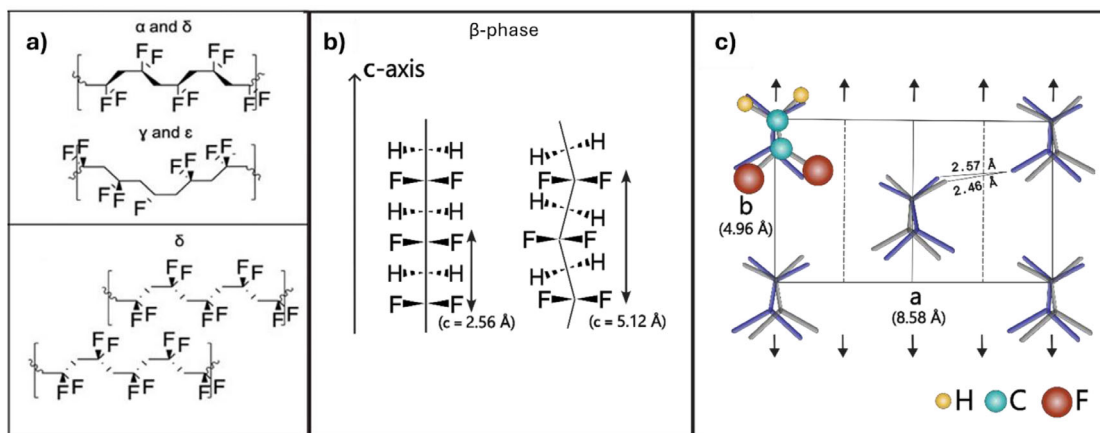 a)
α and δ
F F F F
F F F F
γ and ε
F F F F
F F F F
δ
F F
F F F
F F
F F F F F F
b)
β-phase
c-axis
H H
F F
H H
F F
H H
F F
(c = 2.56 Å)
H H
F F
H H
F F
H H
F F
(c = 5.12 Å)
c)
2.57 Å
2.46 Å
b
(4.96 Å)
a
(8.58 Å)
H C F